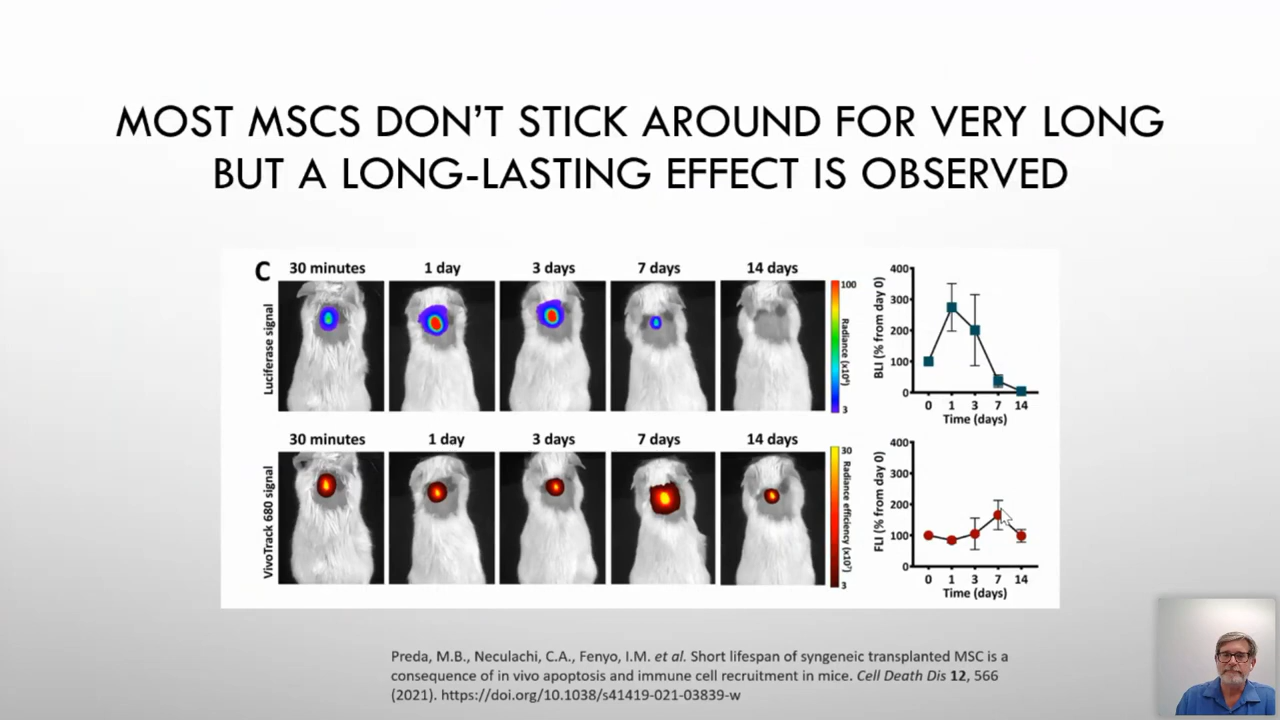 MOST MSCS DON'T STICK AROUND FOR VERY LONG
BUT A LONG-LASTING EFFECT IS OBSERVED
C
30 minutes
1 day
3 days
7 days
14 days
Luciferase signal
100
Radiance (x10⁶)
3
BLI (% from day 0)
400
300
200
100
0
0 1 3 7 14
Time (days)
30 minutes
1 day
3 days
7 days
14 days
VivoTrack 680 signal
30
Radiance efficiency (x10⁷)
3
FLI (% from day 0)
400
300
200
100
0
0 1 3 7 14
Time (days)
Preda, M.B., Neculachi, C.A., Fenyo, I.M. et al. Short lifespan of syngeneic transplanted MSC is a
consequence of in vivo apoptosis and immune cell recruitment in mice. Cell Death Dis 12, 566
(2021). https://doi.org/10.1038/s41419-021-03839-w